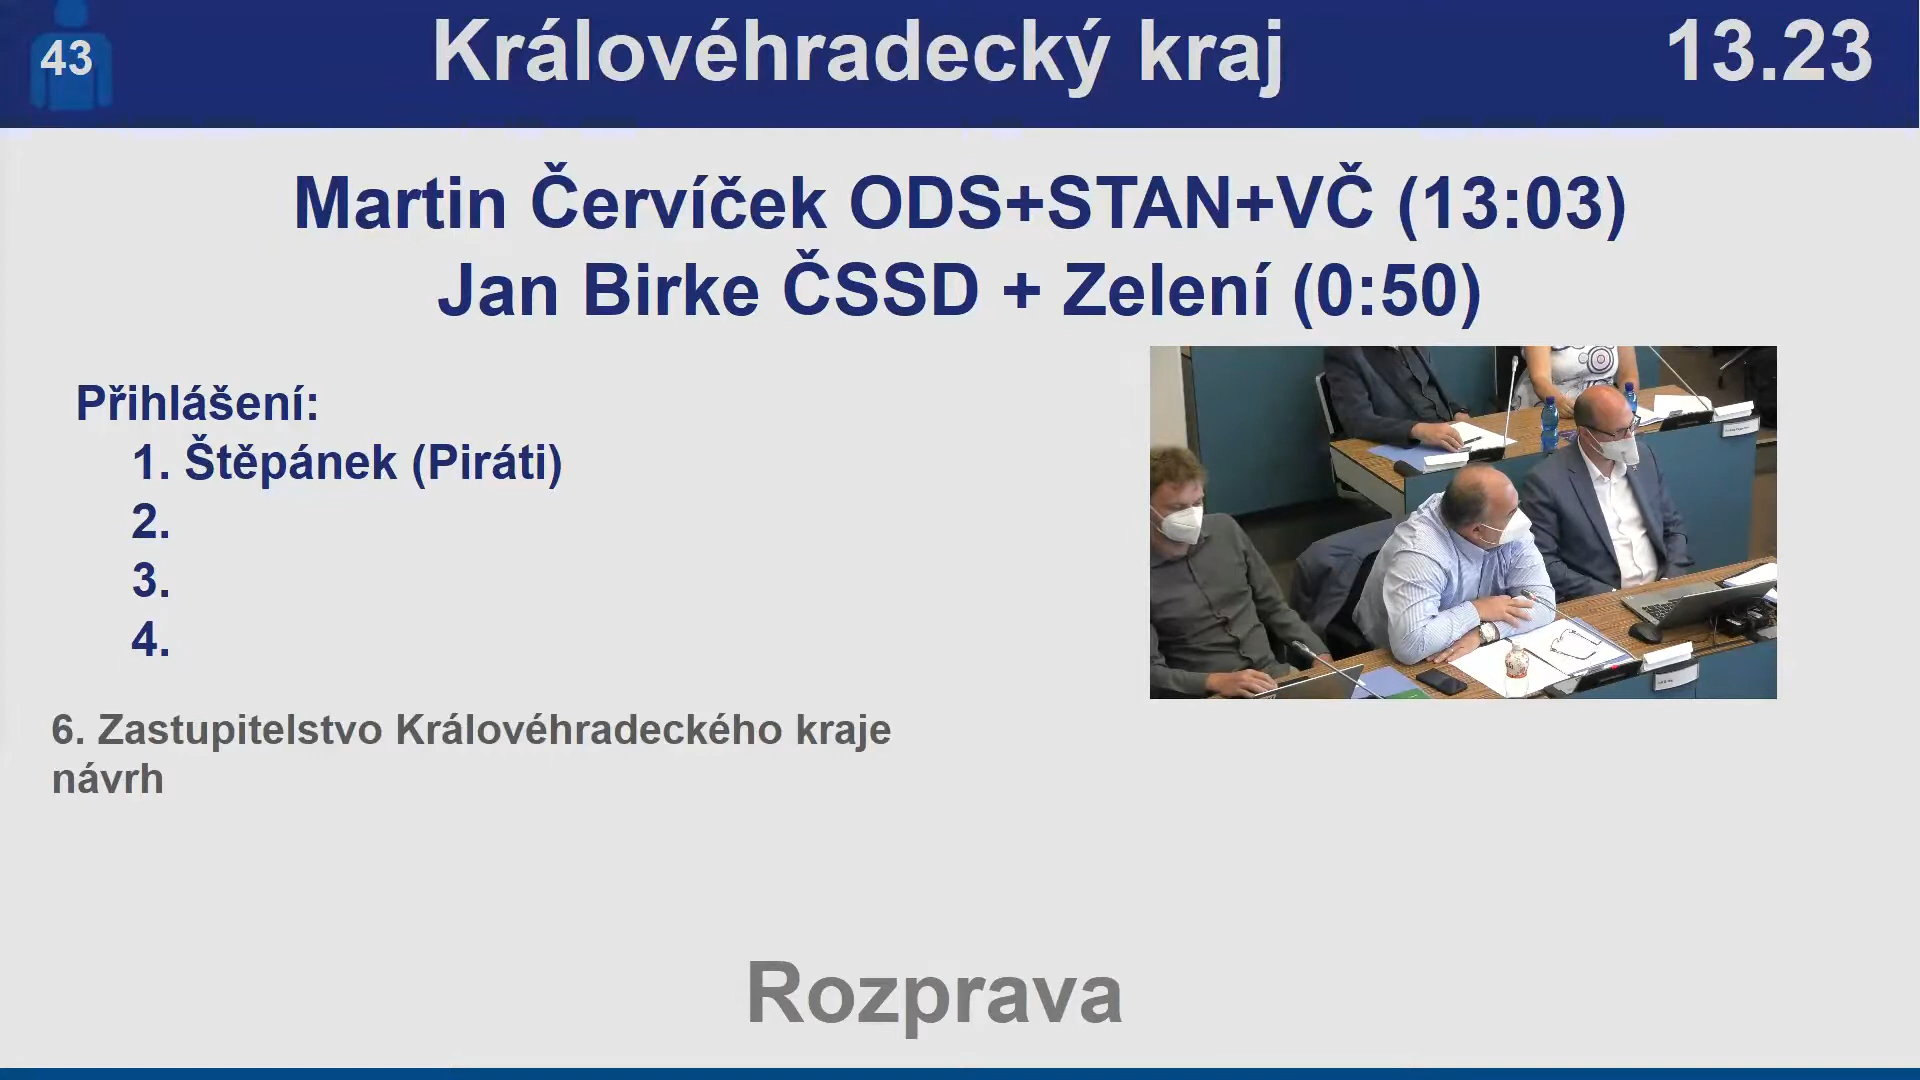 43
Královéhradecký kraj
13.23
Martin Červíček ODS+STAN+VČ (13:03)
Jan Birke ČSSD + Zelení (0:50)
Přihlášení:
1. Štěpánek (Piráti)
2.
3.
4.
6. Zastupitelstvo Královéhradeckého kraje
návrh
Rozprava